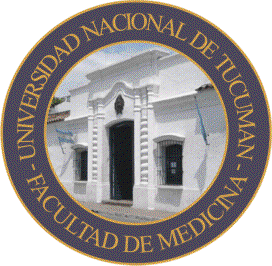 UNIVERSIDAD NACIONAL DE TUCUMAN
- FACULTAD DE MEDICINA -